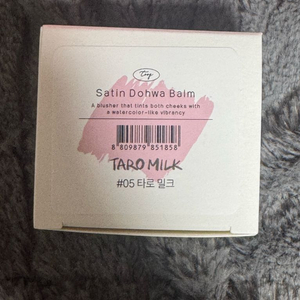 Satin Dohwa Balm
A blusher that tints both cheeks with
a watercolor-like vibrancy
8 809879 851858
TARO MILK
#05 타로 밀크